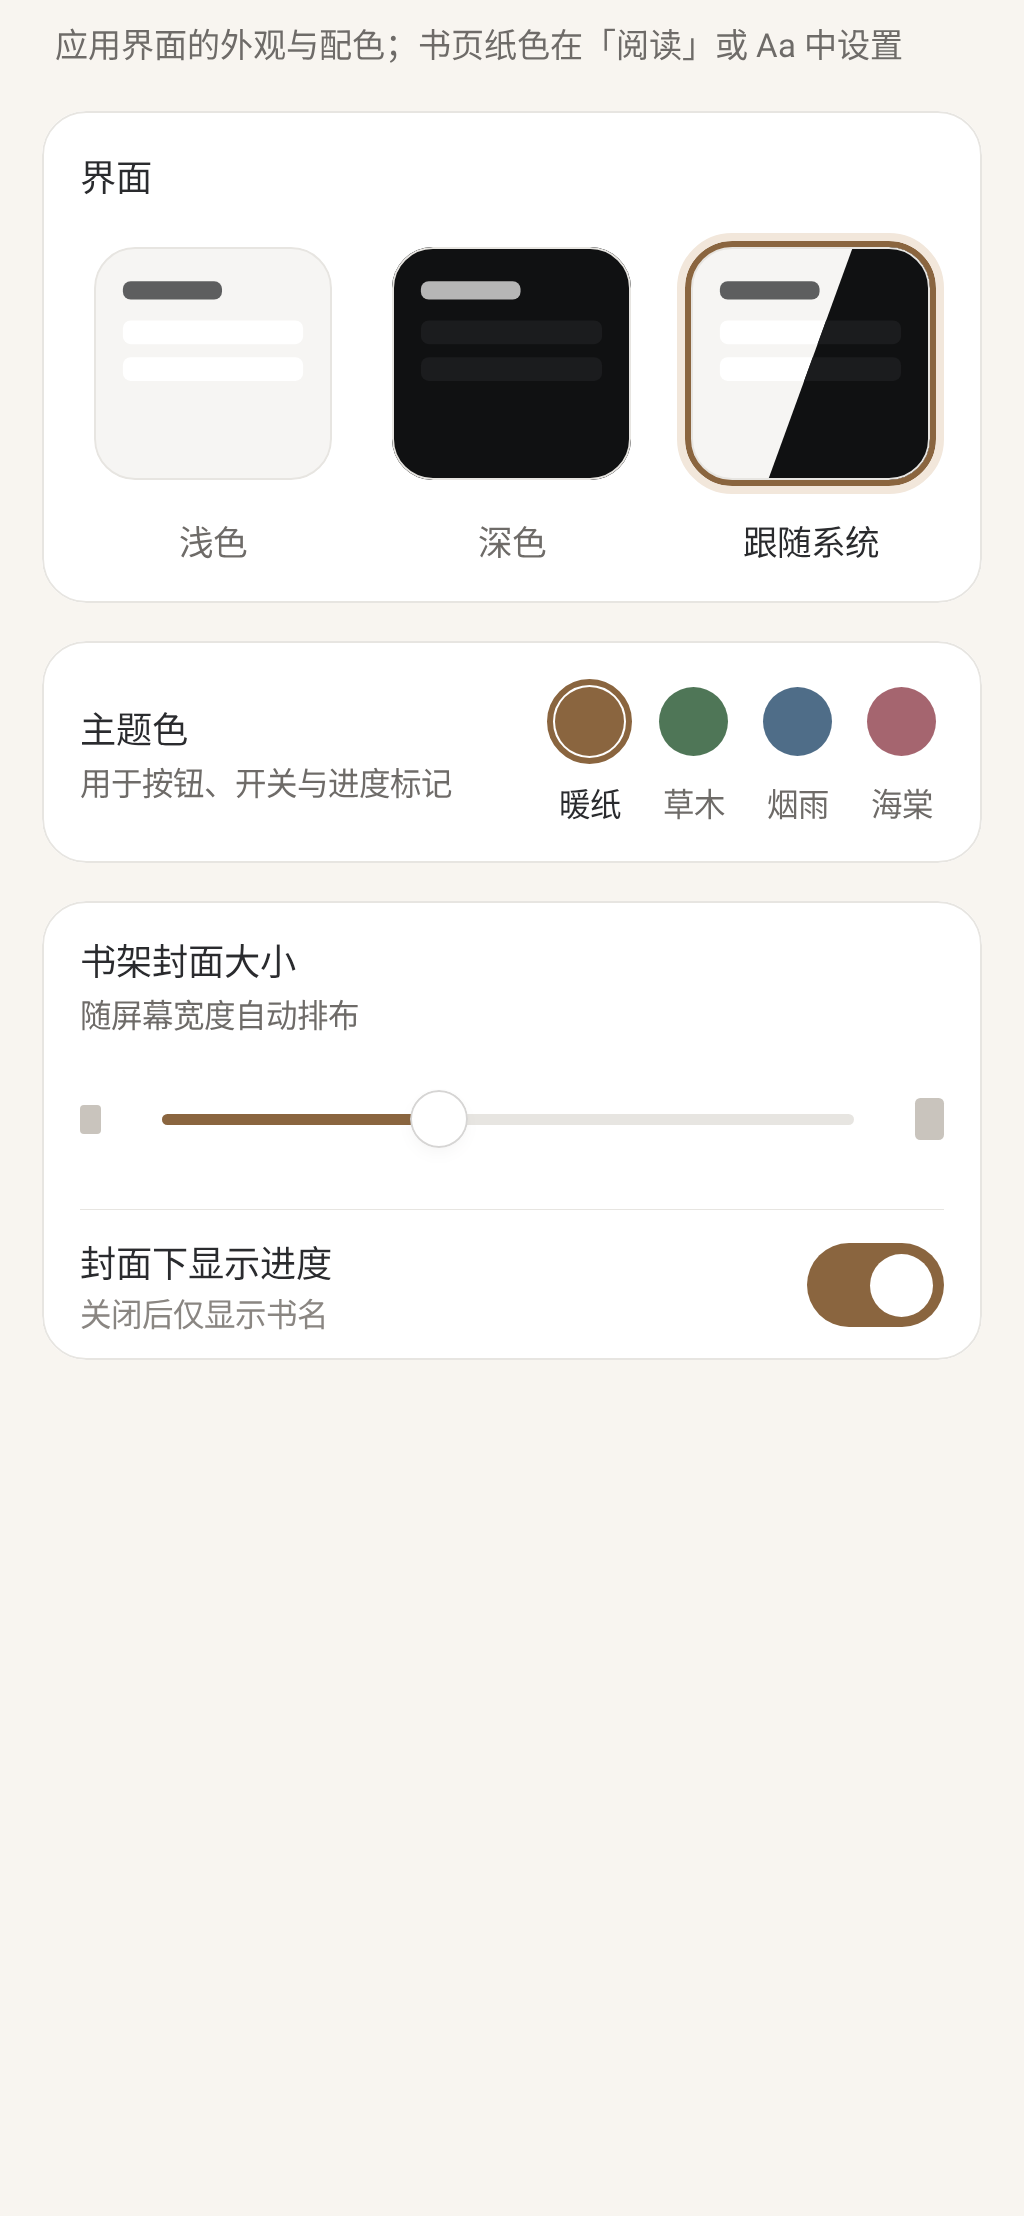 应用界面的外观与配色；书页纸色在「阅读」或 Aa 中设置
界面
浅色
深色
跟随系统
主题色
用于按钮、开关与进度标记
暖纸
草木
烟雨
海棠
书架封面大小
随屏幕宽度自动排布
封面下显示进度
关闭后仅显示书名